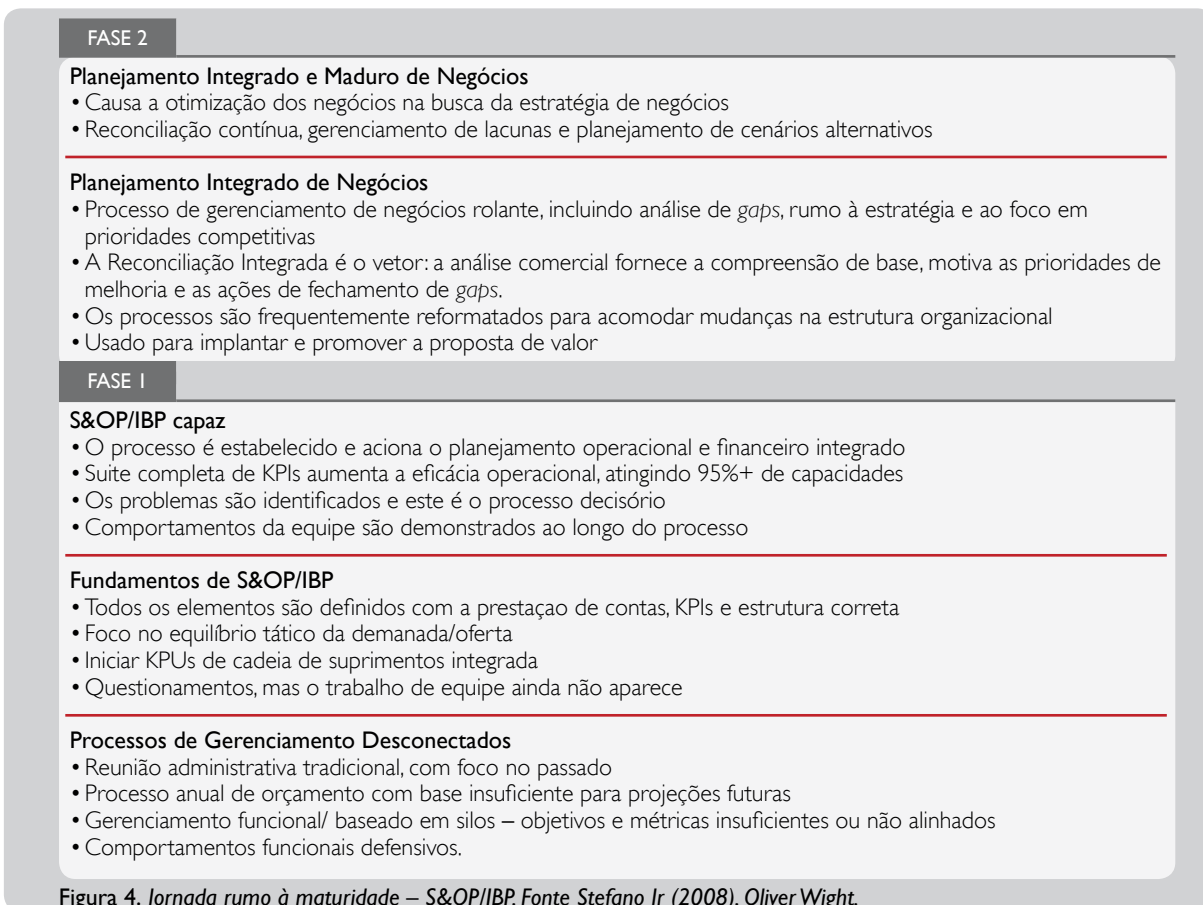 FASE 2
Planejamento Integrado e Maduro de Negócios
• Causa a otimização dos negócios na busca da estratégia de negócios
• Reconciliação contínua, gerenciamento de lacunas e planejamento de cenários alternativos
Planejamento Integrado de Negócios
• Processo de gerenciamento de negócios rolante, incluindo análise de gaps, rumo à estratégia e ao foco em
prioridades competitivas
• A Reconciliação Integrada é o vetor: a análise comercial fornece a compreensão de base, motiva as prioridades de
melhoria e as ações de fechamento de gaps.
• Os processos são frequentemente reformatados para acomodar mudanças na estrutura organizacional
• Usado para implantar e promover a proposta de valor
FASE 1
S&OP/IBP capaz
• O processo é estabelecido e aciona o planejamento operacional e financeiro integrado
• Suite completa de KPIs aumenta a eficácia operacional, atingindo 95%+ de capacidades
• Os problemas são identificados e este é o processo decisório
• Comportamentos da equipe são demonstrados ao longo do processo
Fundamentos de S&OP/IBP
• Todos os elementos são definidos com a prestaçao de contas, KPIs e estrutura correta
• Foco no equilíbrio tático da demanada/oferta
• Iniciar KPUs de cadeia de suprimentos integrada
• Questionamentos, mas o trabalho de equipe ainda não aparece
Processos de Gerenciamento Desconectados
• Reunião administrativa tradicional, com foco no passado
• Processo anual de orçamento com base insuficiente para projeções futuras
• Gerenciamento funcional/ baseado em silos – objetivos e métricas insuficientes ou não alinhados
• Comportamentos funcionais defensivos.
Figura 4. Jornada rumo à maturidade – S&OP/IBP. Fonte Stefano Jr (2008), Oliver Wight.